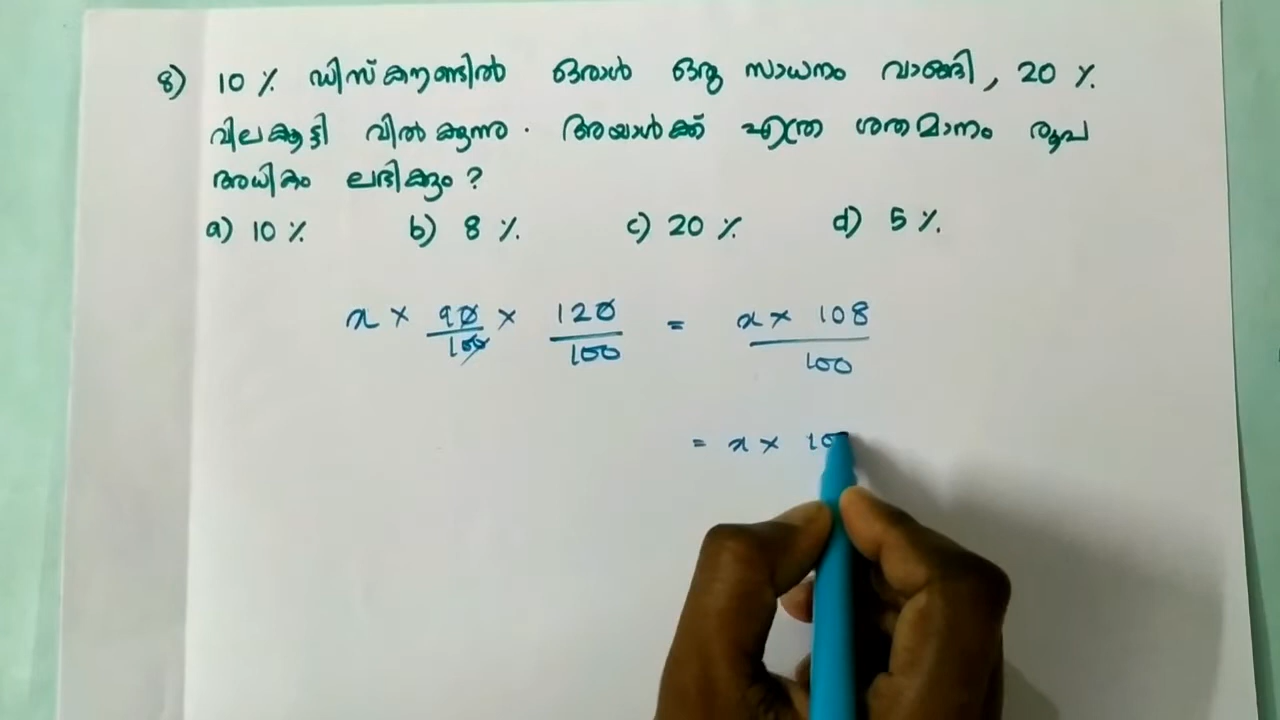 8) 10 % ഡിസ്കൗണ്ടിൽ ഒരാൾ ഒരു സാധനം വാങ്ങി, 20 %
വിലകൂട്ടി വിൽക്കുന്നു. അയാൾക്ക് എത്ര ശതമാനം രൂപ
അധികം ലഭിക്കും ?
a) 10 % b) 8 % c) 20 % d) 5 %
x × 90/100 × 120/100 = x × 108/100
= x × 10